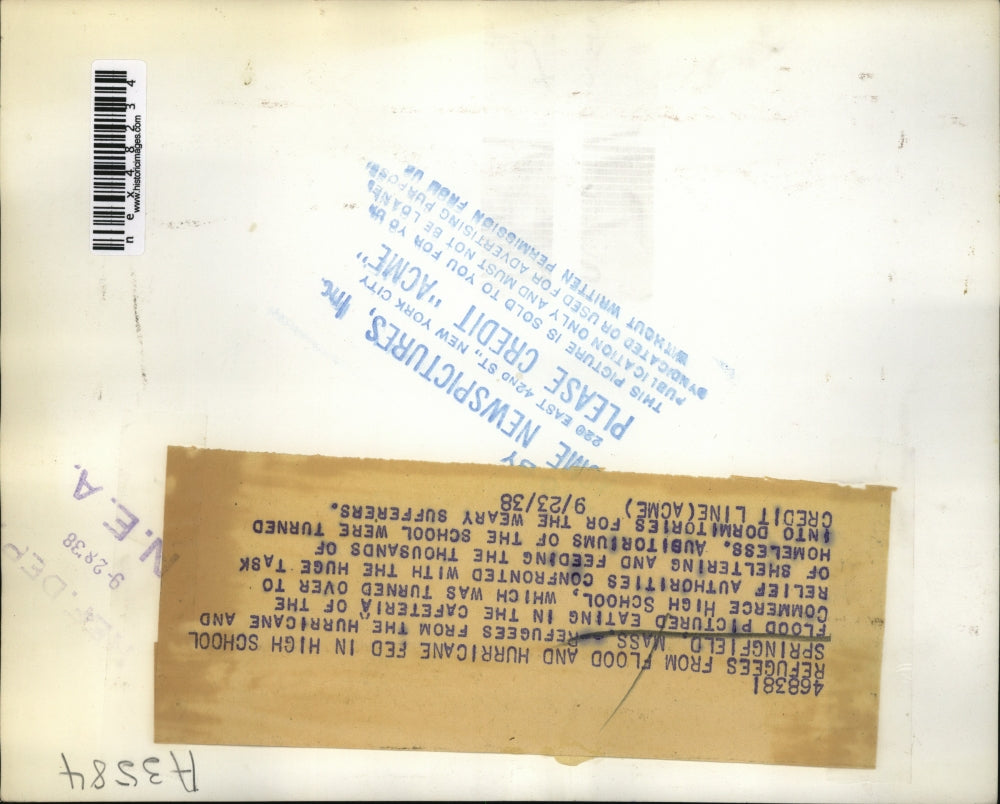 468381
REFUGEES FROM FLOOD AND HURRICANE FED IN HIGH SCHOOL
SPRINGFIELD, MASS--REFUGEES FROM THE HURRICANE AND
FLOOD PICTURED EATING IN THE CAFETERIA OF THE
COMMERCE HIGH SCHOOL, WHICH WAS TURNED OVER TO
RELIEF AUTHORITIES CONFRONTED WITH THE HUGE TASK
OF SHELTERING AND FEEDING THE THOUSANDS OF
HOMELESS. AUDITORIUMS OF THE SCHOOL WERE TURNED
INTO DORMITORIES FOR THE WEARY SUFFERERS.
CREDIT LINE(ACME) 9/23/38
BY
NEWSPICTURES, Inc.
220 EAST 42ND ST., NEW YORK CITY
PLEASE CREDIT "ACME"
THIS PICTURE IS SOLD TO YOU FOR
PUBLICATION ONLY AND MUST NOT BE LOANED,
SYNDICATED OR USED FOR ADVERTISING PURPOSE
WITHOUT WRITTEN PERMISSION FROM US
N. E. A.
9-28'38
REF. DEP
A3584
nex48234
www.historicimages.com